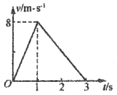 v/m·s⁻¹
8
O 1 2 3 t/s